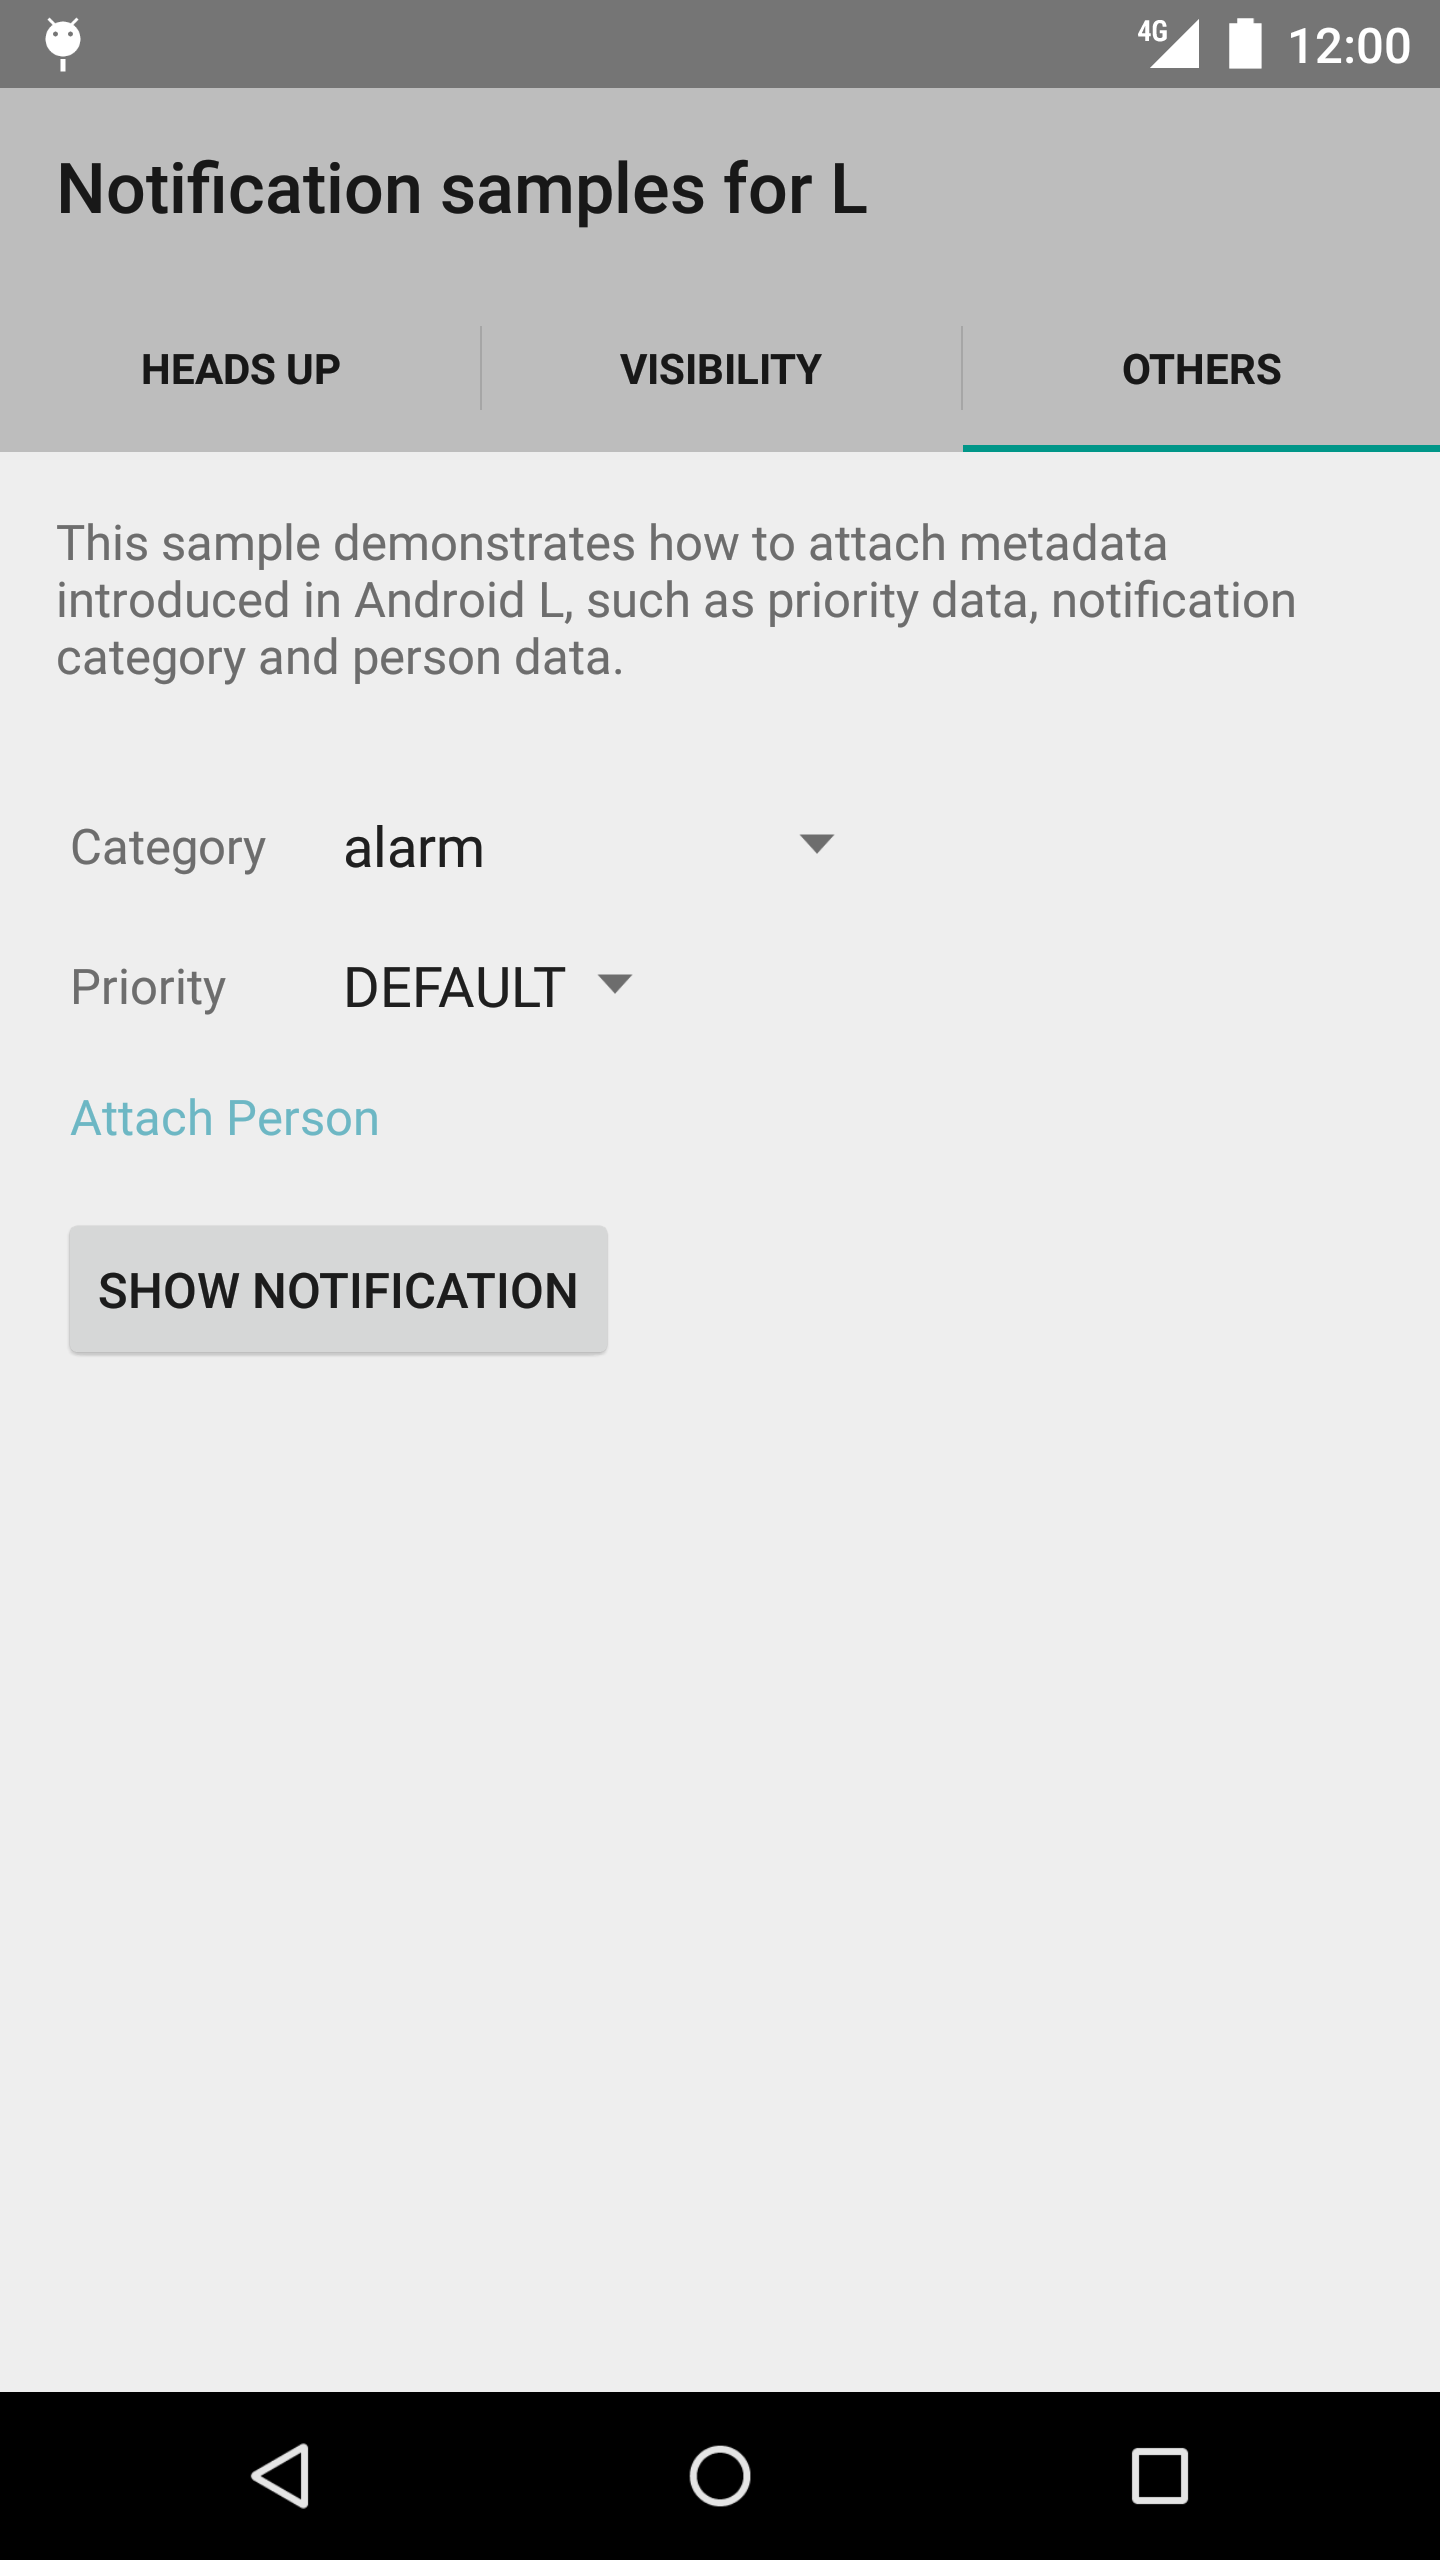 4G 12:00
Notification samples for L
HEADS UP VISIBILITY OTHERS
This sample demonstrates how to attach metadata
introduced in Android L, such as priority data, notification
category and person data.
Category alarm
Priority DEFAULT
Attach Person
SHOW NOTIFICATION